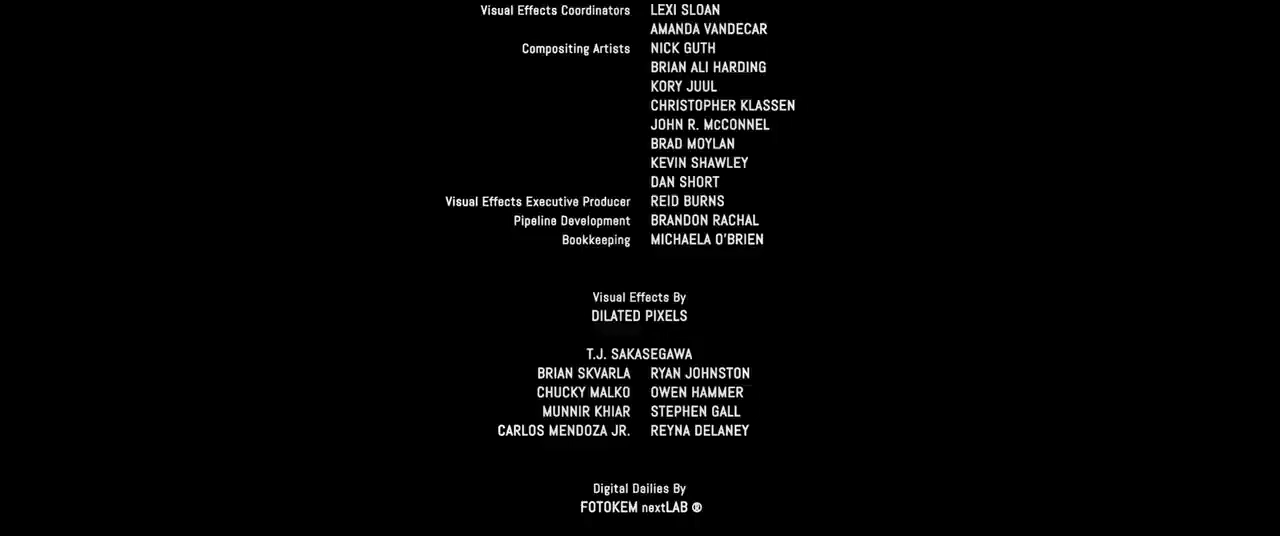 Visual Effects Coordinators LEXI SLOAN
AMANDA VANDECAR
Compositing Artists NICK GUTH
BRIAN ALI HARDING
KORY JUUL
CHRISTOPHER KLASSEN
JOHN R. McCONNEL
BRAD MOYLAN
KEVIN SHAWLEY
DAN SHORT
Visual Effects Executive Producer REID BURNS
Pipeline Development BRANDON RACHAL
Bookkeeping MICHAELA O'BRIEN
Visual Effects By
DILATED PIXELS
T.J. SAKASEGAWA
BRIAN SKVARLA RYAN JOHNSTON
CHUCKY MALKO OWEN HAMMER
MUNNIR KHIAR STEPHEN GALL
CARLOS MENDOZA JR. REYNA DELANEY
Digital Dailies By
FOTOKEM nextLAB ®